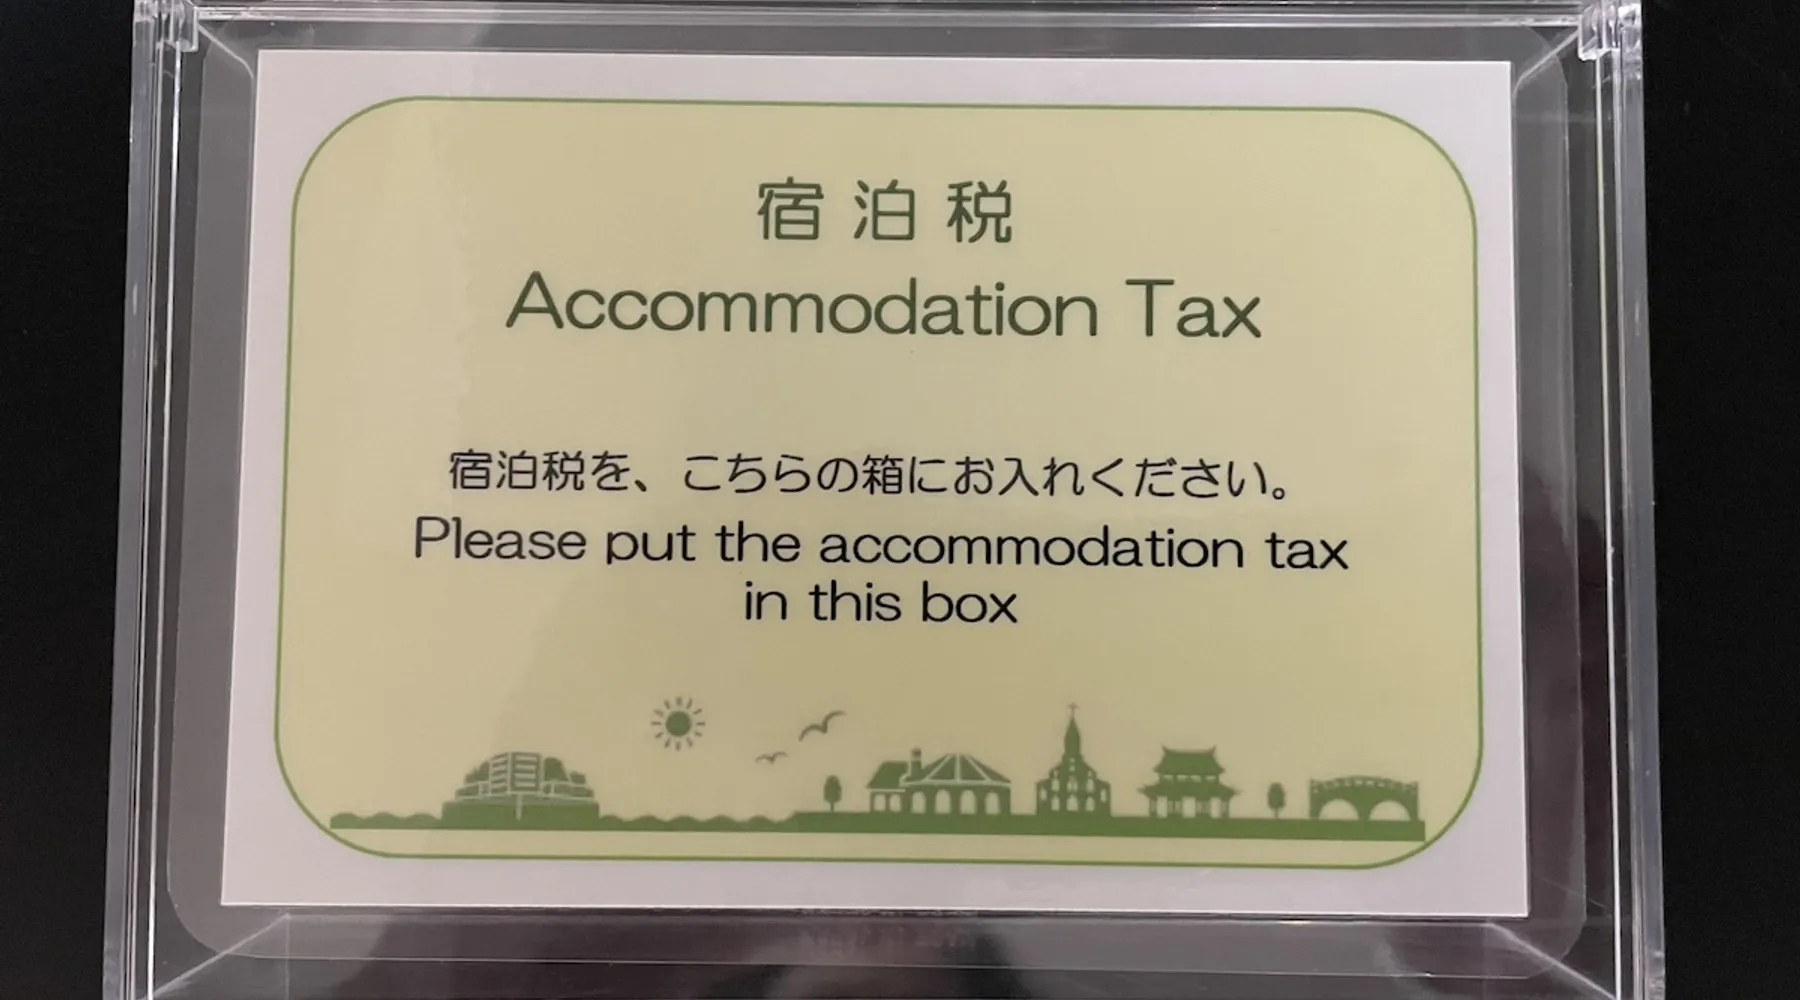 宿泊税
Accommodation Tax
宿泊税を、こちらの箱にお入れください。
Please put the accommodation tax
in this box